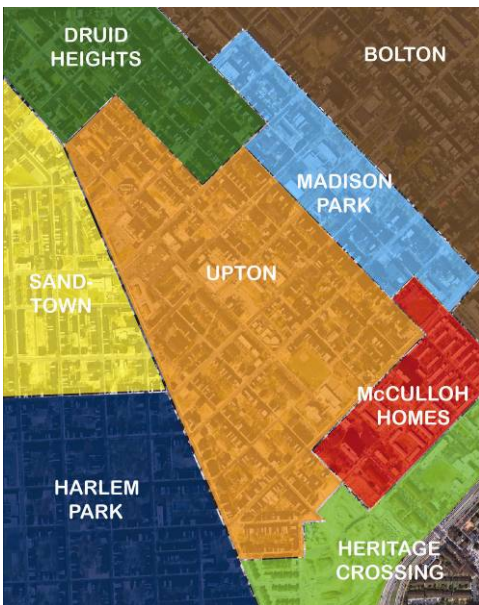 DRUID
HEIGHTS
BOLTON
MADISON
PARK
UPTON
SAND-
TOWN
McCULLOH
HOMES
HARLEM
PARK
HERITAGE
CROSSING